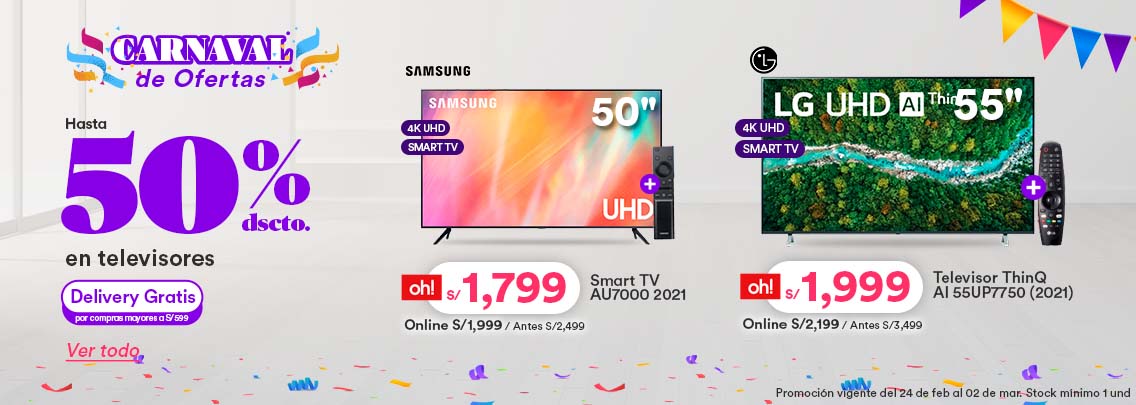 CARNAVAL
de Ofertas
Hasta
50%
dscto.
en televisores
Delivery Gratis
por compras mayores a S/599
Ver todo
SAMSUNG
SAMSUNG
50"
4K UHD
SMART TV
UHD
oh! S/1,799
Smart TV
AU7000 2021
Online S/1,999 / Antes S/2,499
LG
LG UHD AI Thin 55"
4K UHD
SMART TV
oh! S/1,999
Televisor ThinQ
AI 55UP7750 (2021)
Online S/2,199 / Antes S/3,499
Promoción vigente del 24 de feb al 02 de mar. Stock mínimo 1 und